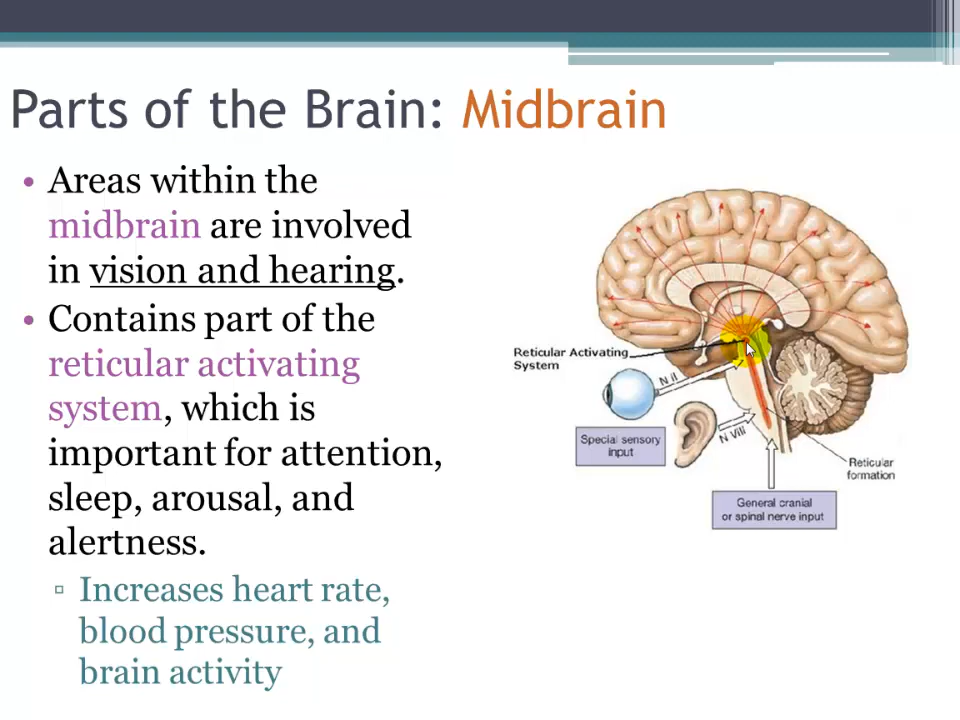 Parts of the Brain: Midbrain
• Areas within the
midbrain are involved
in vision and hearing.
• Contains part of the
reticular activating
system, which is
important for attention,
sleep, arousal, and
alertness.
▫ Increases heart rate,
blood pressure, and
brain activity
Reticular Activating
System
N II
N VIII
Special sensory
input
Reticular
formation
General cranial
or spinal nerve input